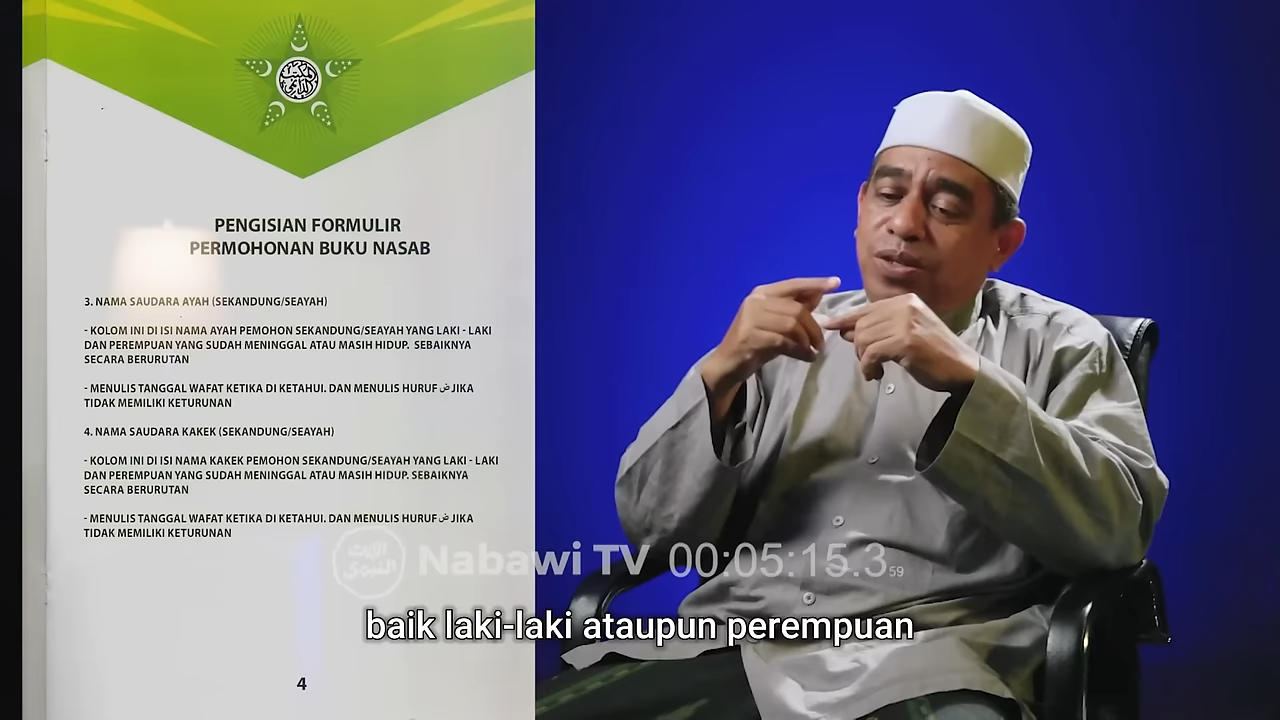 PENGISIAN FORMULIR
PERMOHONAN BUKU NASAB
3. NAMA SAUDARA AYAH (SEKANDUNG/SEAYAH)
- KOLOM INI DI ISI NAMA AYAH PEMOHON SEKANDUNG/SEAYAH YANG LAKI - LAKI
DAN PEREMPUAN YANG SUDAH MENINGGAL ATAU MASIH HIDUP.  SEBAIKNYA
SECARA BERURUTAN
- MENULIS TANGGAL WAFAT KETIKA DI KETAHUI. DAN MENULIS HURUF ض JIKA
TIDAK MEMILIKI KETURUNAN
4. NAMA SAUDARA KAKEK (SEKANDUNG/SEAYAH)
- KOLOM INI DI ISI NAMA KAKEK PEMOHON SEKANDUNG/SEAYAH YANG LAKI - LAKI
DAN PEREMPUAN YANG SUDAH MENINGGAL ATAU MASIH HIDUP. SEBAIKNYA
SECARA BERURUTAN
- MENULIS TANGGAL WAFAT KETIKA DI KETAHUI. DAN MENULIS HURUF ض JIKA
TIDAK MEMILIKI KETURUNAN
Nabawi TV 00:05:15.359
baik laki-laki ataupun perempuan
4